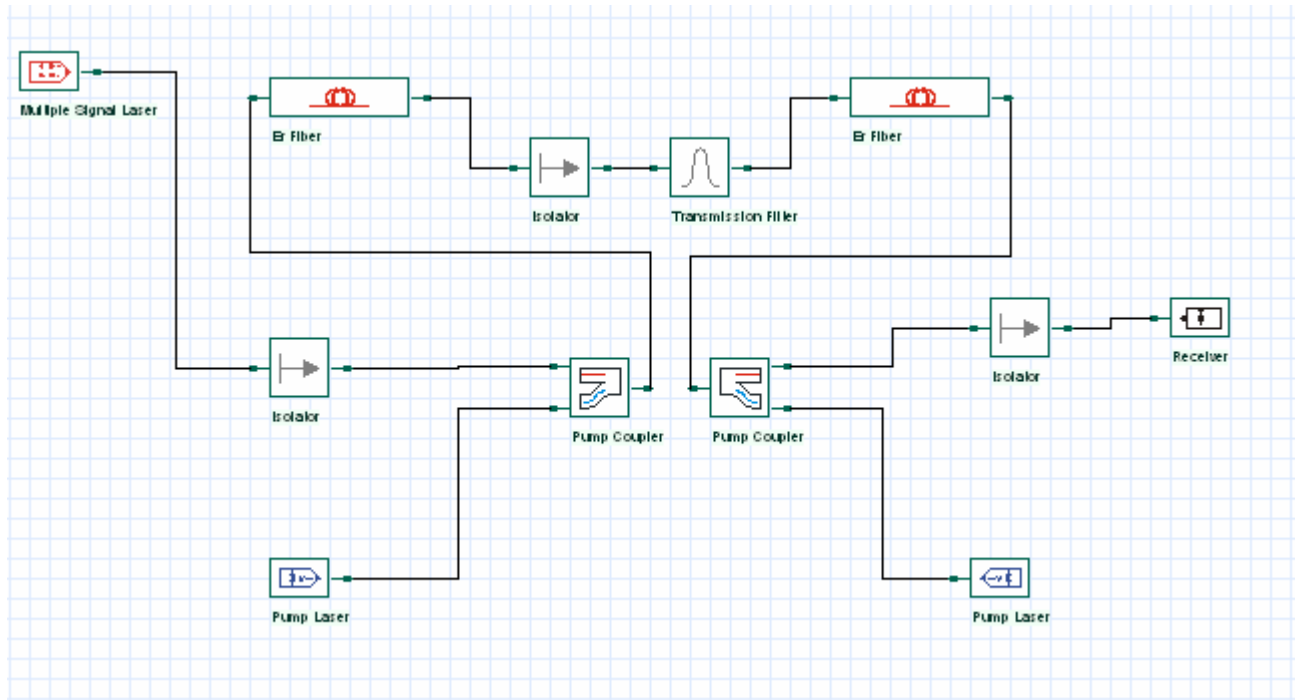 Multiple Signal Laser
Er Fiber
Er Fiber
Isolator
Transmission Filter
Isolator
Receiver
Isolator
Pump Coupler
Pump Coupler
Pump Laser
Pump Laser